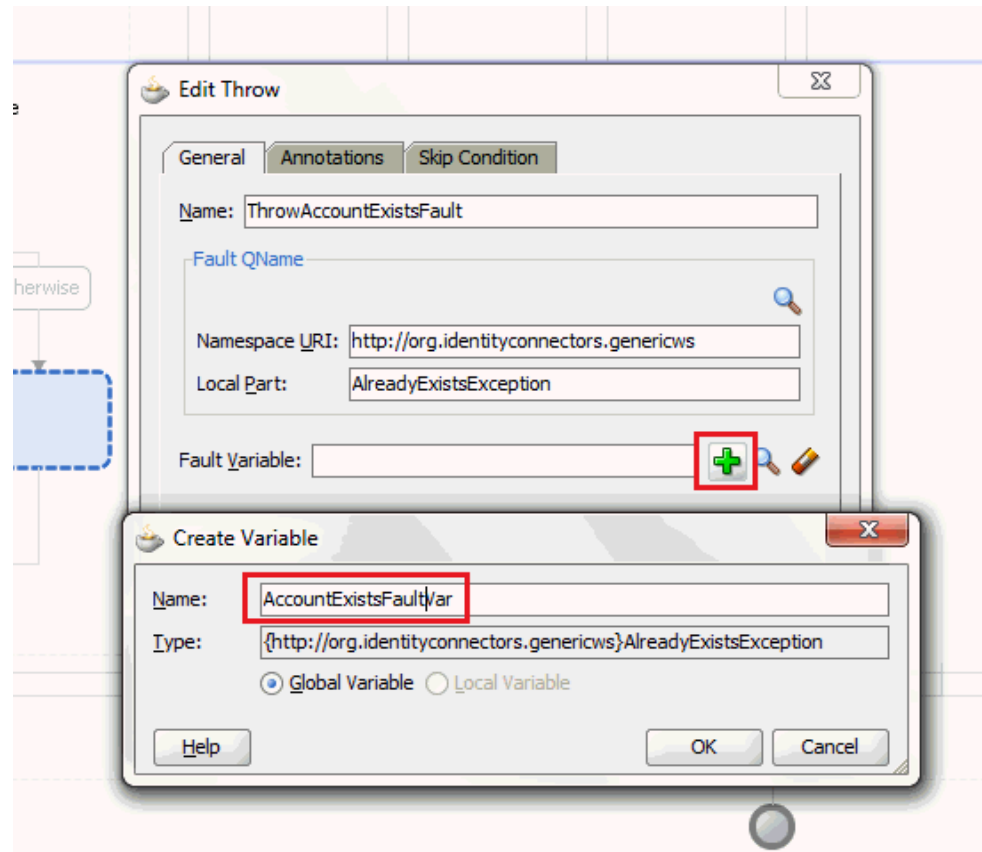 e
Edit Throw
General Annotations Skip Condition
Name: ThrowAccountExistsFault
Fault QName
herwise
Namespace URI: http://org.identityconnectors.genericws
Local Part: AlreadyExistsException
Fault Variable:
Create Variable
Name: AccountExistsFaultVar
Type: {http://org.identityconnectors.genericws}AlreadyExistsException
Global Variable Local Variable
Help OK Cancel